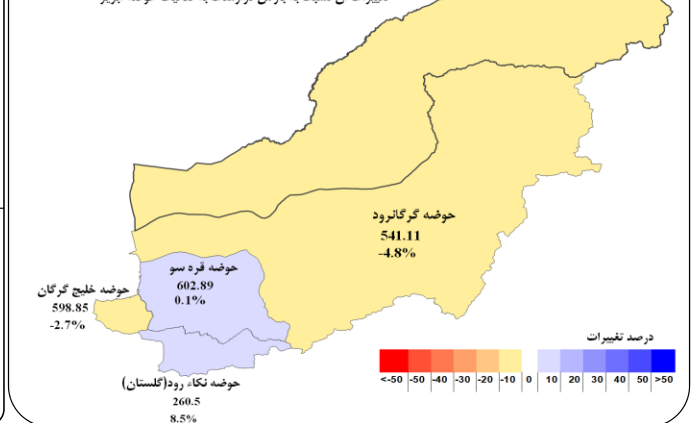 حوضه گرگانرود
541.11
-4.8%
حوضه قره سو
602.89
0.1%
حوضه خلیج گرگان
598.85
-2.7%
حوضه نکاء رود(گلستان)
260.5
8.5%
درصد تغییرات
<-50 -50 -40 -30 -20 -10 0 10 20 30 40 50 >50